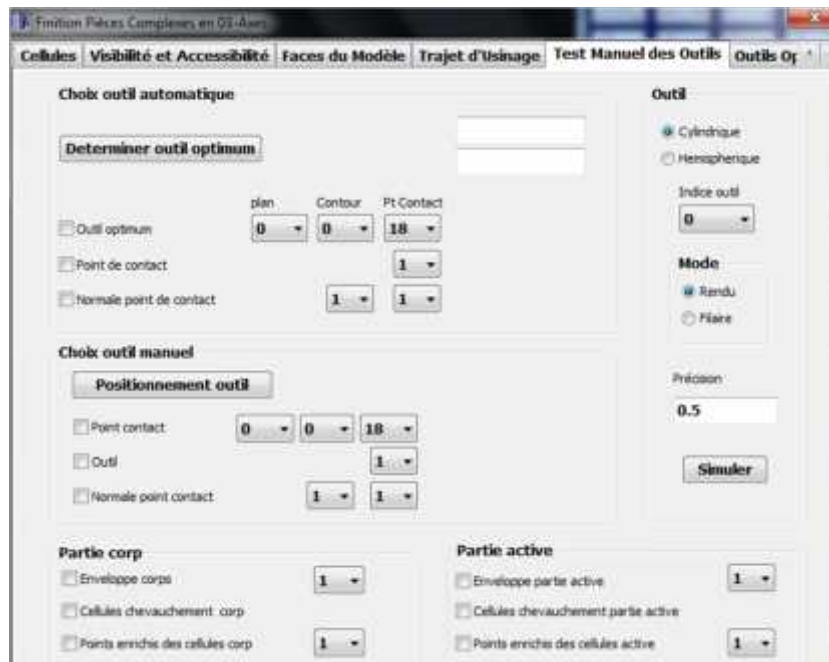 Finition Pièces Complexes en 03-Axes
Cellules Visibilité et Accessibilité Faces du Modèle Trajet d'Usinage Test Manuel des Outils Outils Op
Choix outil automatique
Determiner outil optimum
plan Contour Pt Contact
Outil optimum 0 0 18
Point de contact 1
Normale point de contact 1 1
Choix outil manuel
Positionnement outil
Point contact 0 0 18
Outil 1
Normale point contact 1 1
Outil
Cylindrique
Hemispherique
Indice outil
0
Mode
Rendu
Filaire
Précision
0.5
Simuler
Partie corp
Enveloppe corps 1
Cellules chevauchement corp
Points enrichis des cellules corp 1
Partie active
Enveloppe partie active 1
Cellules chevauchement partie active
Points enrichis des cellules active 1